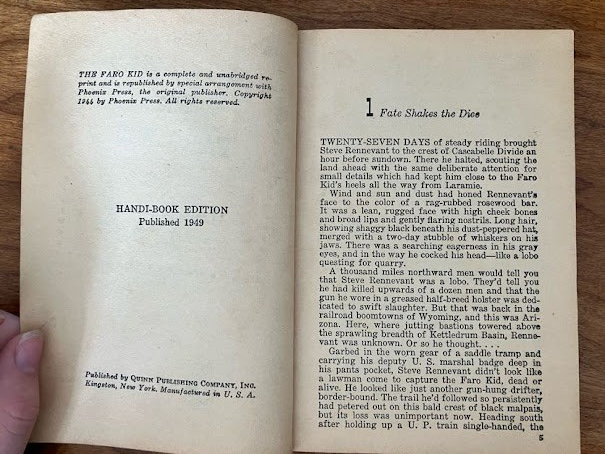 THE FARO KID is a complete and unabridged re-
print and is republished by special arrangement with
Phoenix Press, the original publisher. Copyright
1944 by Phoenix Press. All rights reserved.
HANDI-BOOK EDITION
Published 1949
Published by QUINN PUBLISHING COMPANY, INC.
Kingston, New York. Manufactured in U. S. A.
1 Fate Shakes the Dice
TWENTY-SEVEN DAYS of steady riding brought
Steve Rennevant to the crest of Cascabelle Divide an
hour before sundown. There he halted, scouting the
land ahead with the same deliberate attention for
small details which had kept him close to the Faro
Kid's heels all the way from Laramie.
Wind and sun and dust had honed Rennevant's
face to the color of a rag-rubbed rosewood bar.
It was a lean, rugged face with high cheek bones
and broad lips and gently flaring nostrils. Long hair,
showing shaggy black beneath his dust-peppered hat,
merged with a two-day stubble of whiskers on his
jaws. There was a searching eagerness in his gray
eyes, and in the way he cocked his head—like a lobo
questing for quarry.
A thousand miles northward men would tell you
that Steve Rennevant was a lobo. They'd tell you
he had killed upwards of a dozen men and that the
gun he wore in a greased half-breed holster was ded-
icated to swift slaughter. But that was back in the
railroad boomtowns of Wyoming, and this was Ari-
zona. Here, where jutting bastions towered above
the sprawling breadth of Kettledrum Basin, Renne-
vant was unknown. Or so he thought. . . .
Garbed in the worn gear of a saddle tramp and
carrying his deputy U. S. marshal badge deep in
his pants pocket, Steve Rennevant didn't look like
a lawman come to capture the Faro Kid, dead or
alive. He looked like just another gun-hung drifter,
border-bound. The trail he'd followed so persistently
had petered out on this bald crest of black malpais,
but its loss was unimportant now. Heading south
after holding up a U. P. train single-handed, the
5